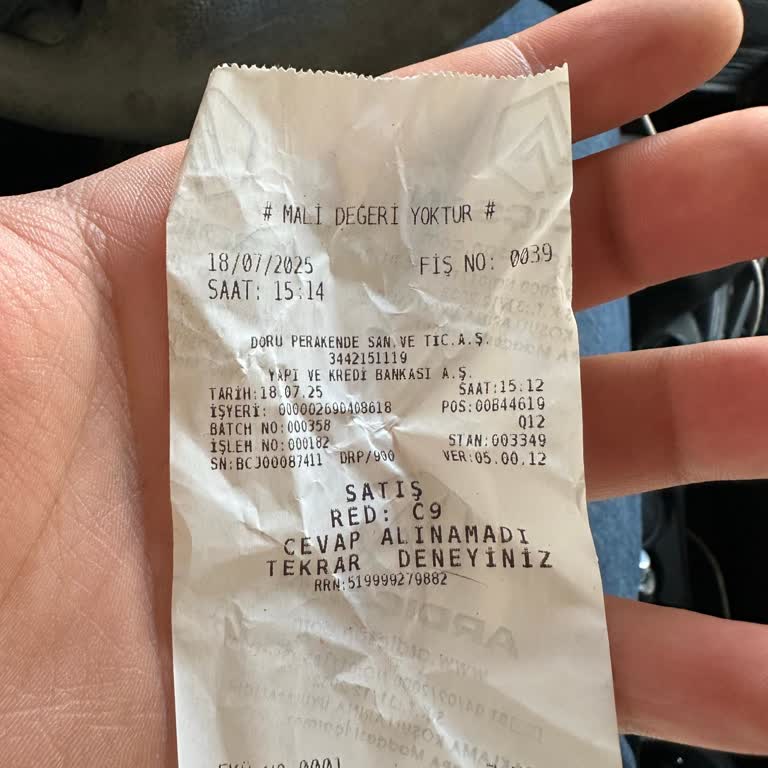 # MALİ DEĞERİ YOKTUR #
18/07/2025 FİŞ NO: 0039
SAAT: 15:14
DORU PERAKENDE SAN.VE TİC.A.Ş.
3442151119
YAPI VE KREDİ BANKASI A.Ş.
TARİH:18.07.25 SAAT:15:12
İŞYERİ: 000002690408618 POS:00844619
BATCH NO:000358 Q12
İŞLEM NO:000182 STAN:003349
SN:BCJ00087411 DRP/900 VER:05.00.12
SATIŞ
RED: C9
CEVAP ALINAMADI
TEKRAR DENEYİNİZ
RRN:519999279882
0001